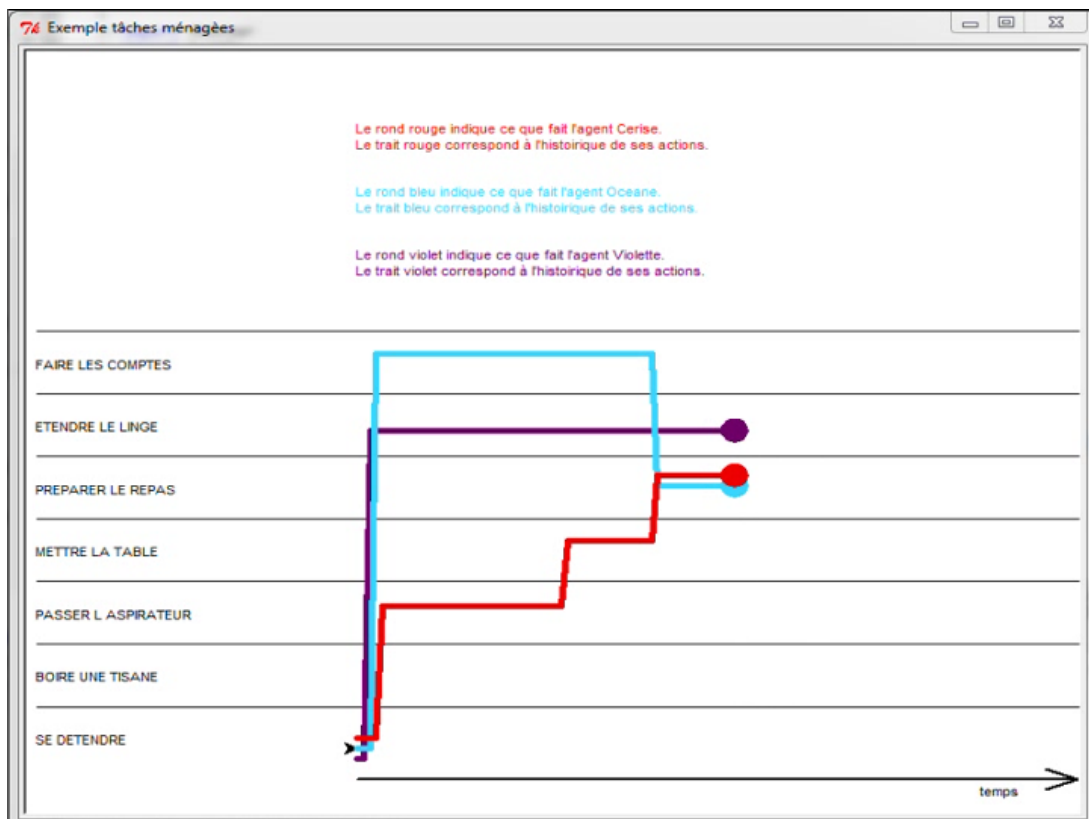 Exemple tâches ménagèes
Le rond rouge indique ce que fait l'agent Cerise.
Le trait rouge correspond à l'histoirique de ses actions.
Le rond bleu indique ce que fait l'agent Oceane.
Le trait bleu correspond à l'histoirique de ses actions.
Le rond violet indique ce que fait l'agent Violette.
Le trait violet correspond à l'histoirique de ses actions.
FAIRE LES COMPTES
ETENDRE LE LINGE
PREPARER LE REPAS
METTRE LA TABLE
PASSER L ASPIRATEUR
BOIRE UNE TISANE
SE DETENDRE
temps